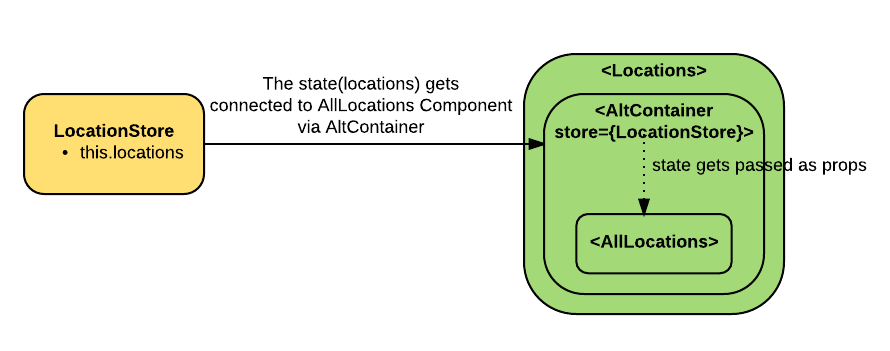 The state(locations) gets
connected to AllLocations Component
via AltContainer
LocationStore
• this.locations
<Locations>
<AltContainer
store={LocationStore}>
state gets passed as props
<AllLocations>